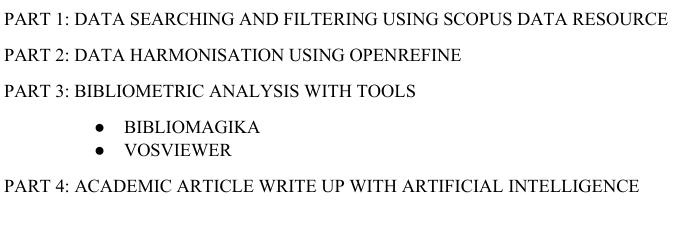 PART 1: DATA SEARCHING AND FILTERING USING SCOPUS DATA RESOURCE
PART 2: DATA HARMONISATION USING OPENREFINE
PART 3: BIBLIOMETRIC ANALYSIS WITH TOOLS
● BIBLIOMAGIKA
● VOSVIEWER
PART 4: ACADEMIC ARTICLE WRITE UP WITH ARTIFICIAL INTELLIGENCE